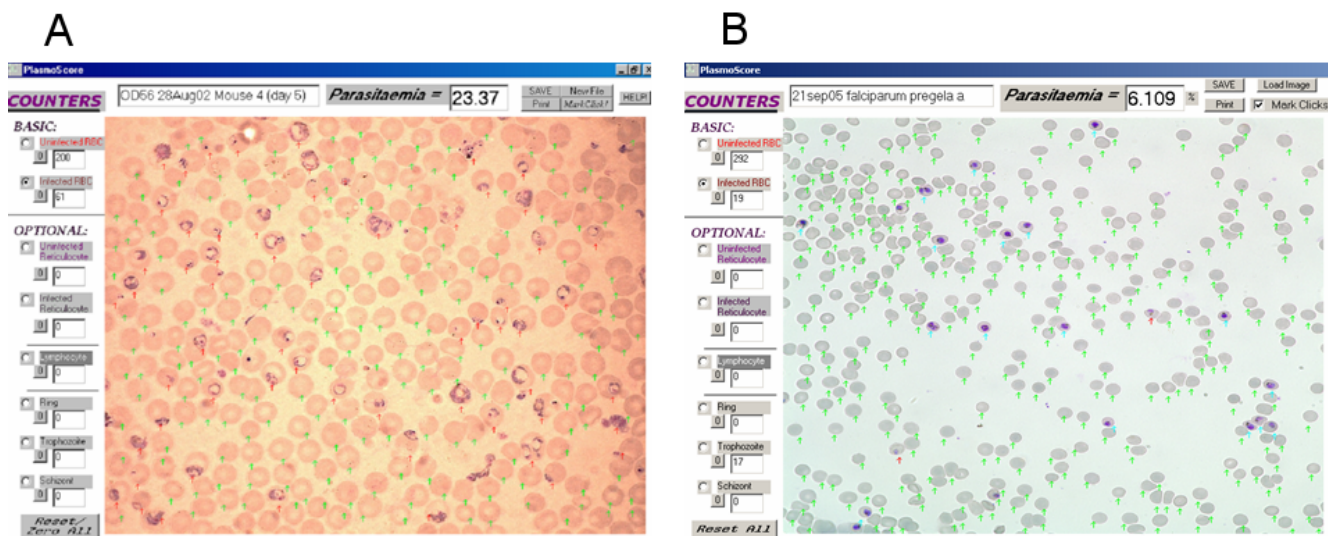 A
PlasmoScore
COUNTERS
OD56 28Aug02 Mouse 4 (day 5)
Parasitaemia =
23.37
SAVE
New File
Print
Mark Click/
HELP!
BASIC:
Uninfected RBC
0
200
Infected RBC
0
61
OPTIONAL:
Uninfected
Reticulocyte
0
0
Infected
Reticulocyte
0
0
Lymphocyte
0
0
Ring
0
0
Trophozoite
0
0
Schizont
0
0
Reset/
Zero All
B
PlasmoScore
COUNTERS
21sep05 falciparum pregela a
Parasitaemia =
6.109
%
SAVE
Load Image
Print
Mark Clicks
BASIC:
Uninfected RBC
0
292
Infected RBC
0
19
OPTIONAL:
Uninfected
Reticulocyte
0
0
Infected
Reticulocyte
0
0
Lymphocyte
0
0
Ring
0
0
Trophozoite
0
17
Schizont
0
0
Reset All